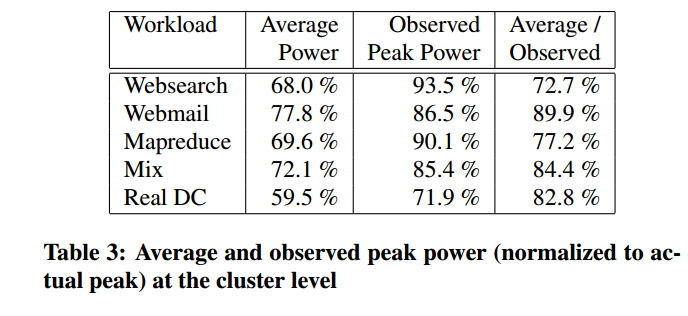 Workload Average Observed Average /
Power Peak Power Observed
Websearch 68.0 % 93.5 % 72.7 %
Webmail 77.8 % 86.5 % 89.9 %
Mapreduce 69.6 % 90.1 % 77.2 %
Mix 72.1 % 85.4 % 84.4 %
Real DC 59.5 % 71.9 % 82.8 %
Table 3: Average and observed peak power (normalized to ac-
tual peak) at the cluster level